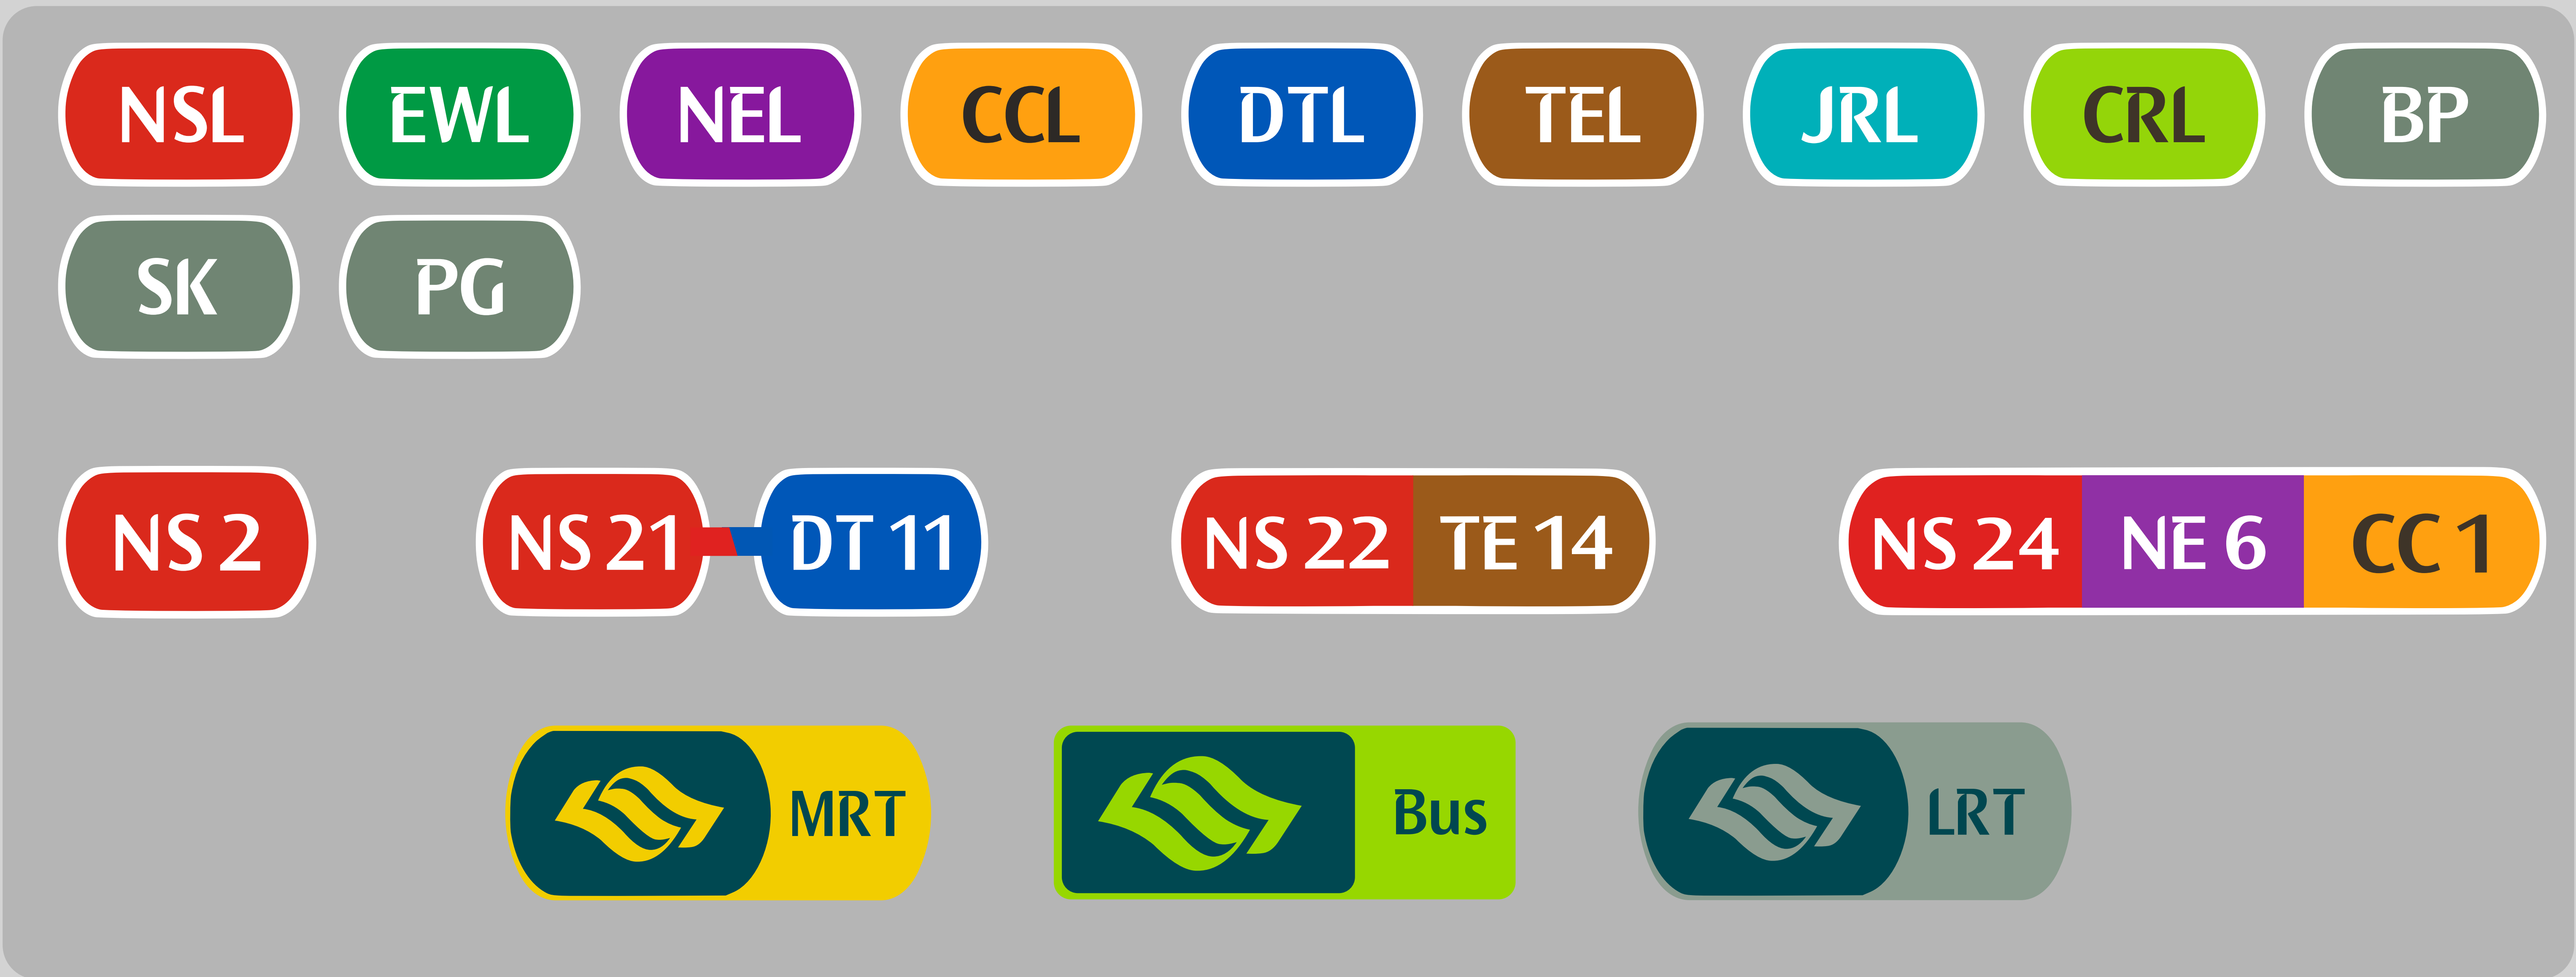 NSL EWL NEL CCL DTL TEL JRL CRL BP
SK PG
NS 2 NS 21 DT 11 NS 22 TE 14 NS 24 NE 6 CC 1
MRT Bus LRT